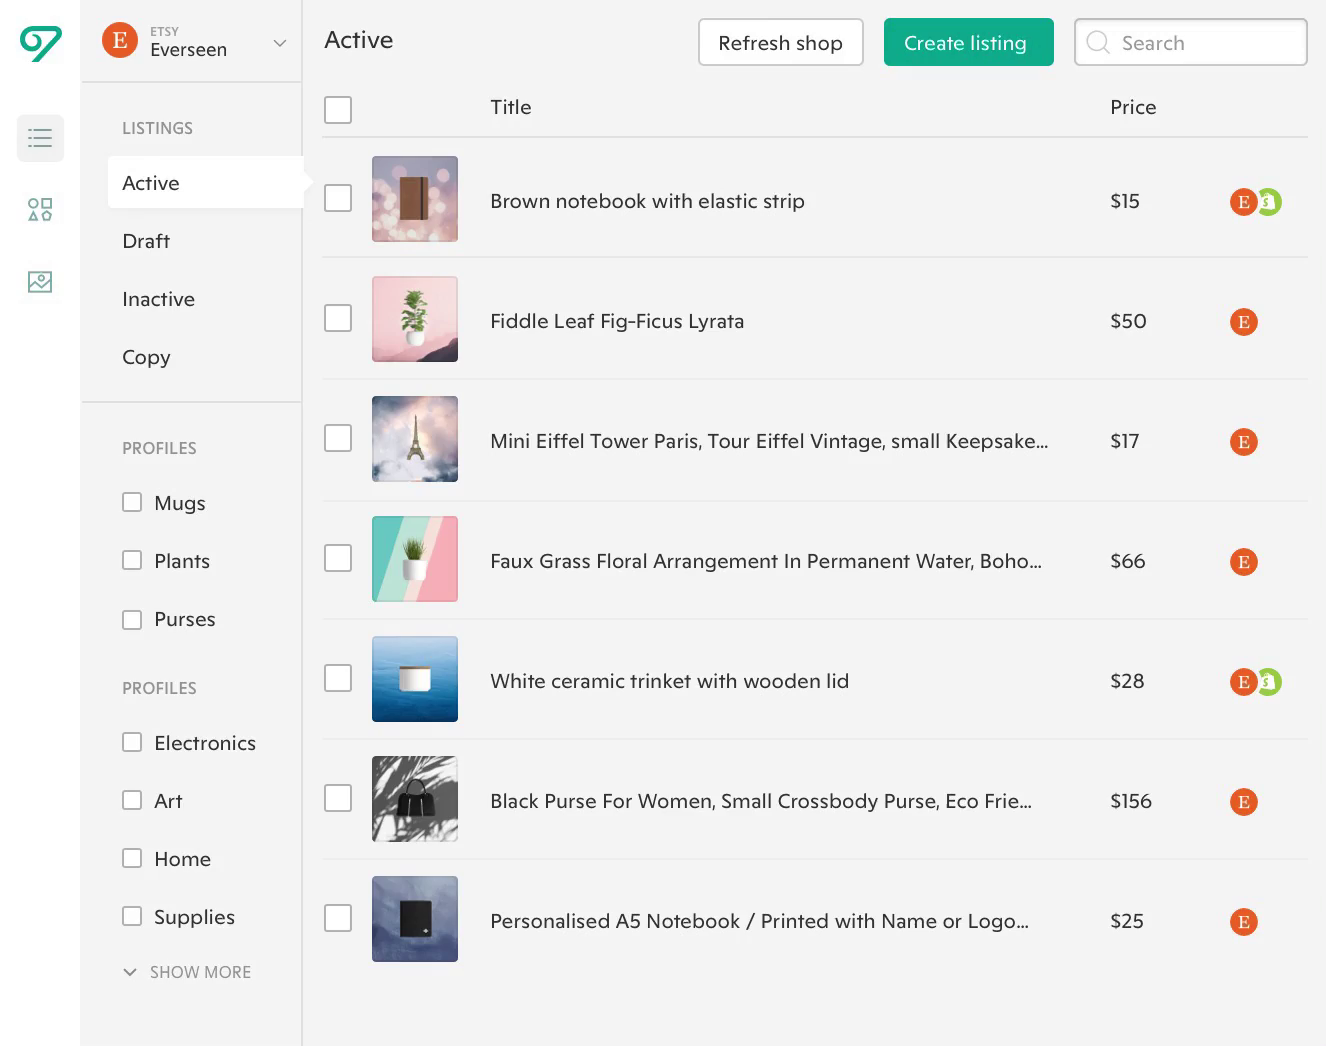 E
ETSY
Everseen
Active
Refresh shop
Create listing
Search
LISTINGS
Active
Draft
Inactive
Copy
PROFILES
Mugs
Plants
Purses
PROFILES
Electronics
Art
Home
Supplies
SHOW MORE
Title Price
Brown notebook with elastic strip $15 E S
Fiddle Leaf Fig-Ficus Lyrata $50 E
Mini Eiffel Tower Paris, Tour Eiffel Vintage, small Keepsake... $17 E
Faux Grass Floral Arrangement In Permanent Water, Boho... $66 E
White ceramic trinket with wooden lid $28 E S
Black Purse For Women, Small Crossbody Purse, Eco Frie... $156 E
Personalised A5 Notebook / Printed with Name or Logo... $25 E